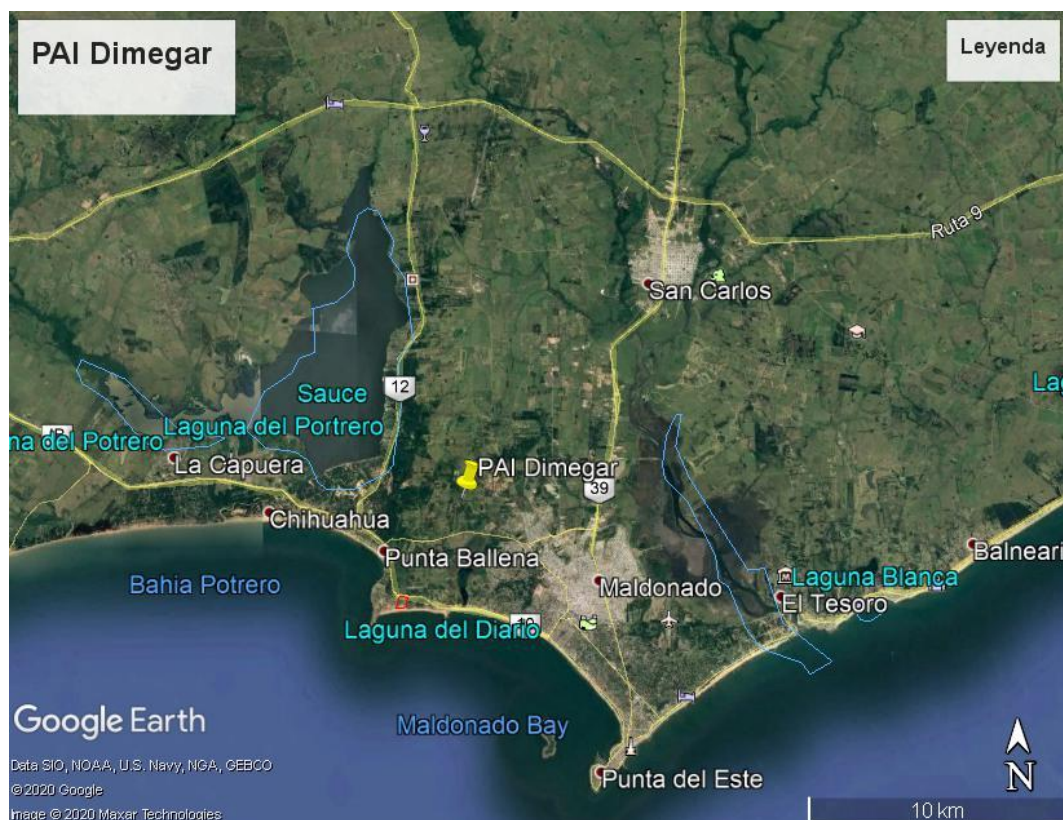 PAI Dimegar
Leyenda
Ruta 9
San Carlos
12
Sauce
Laguna del Portrero
na del Potrero
La Capuera
PAI Dimegar
39
Chihuahua
Punta Ballena
Balneari
Bahia Potrero
Maldonado
Laguna Blanca
El Tesoro
Laguna del Diario
Maldonado Bay
Punta del Este
Google Earth
Data SIO, NOAA, U.S. Navy, NGA, GEBCO
© 2020 Google
Image © 2020 Maxar Technologies
N
10 km